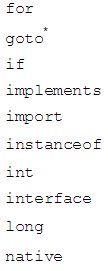 for
goto*
if
implements
import
instanceof
int
interface
long
native